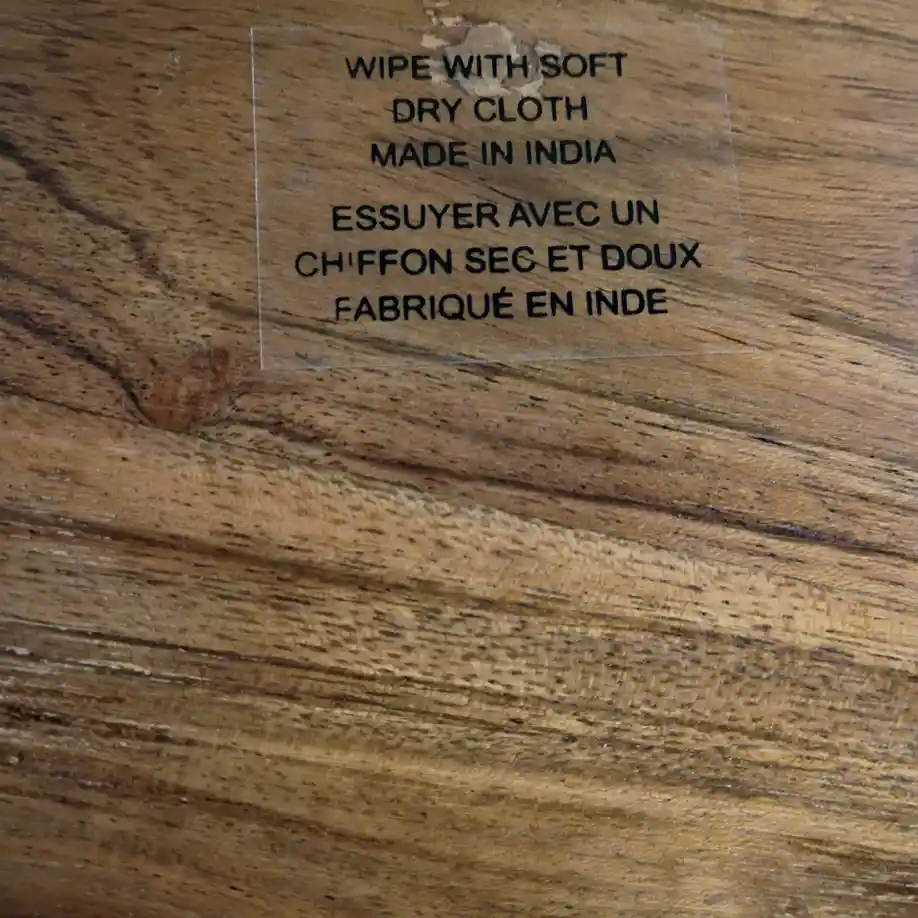 WIPE WITH SOFT
DRY CLOTH
MADE IN INDIA
ESSUYER AVEC UN
CHIFFON SEC ET DOUX
FABRIQUÉ EN INDE